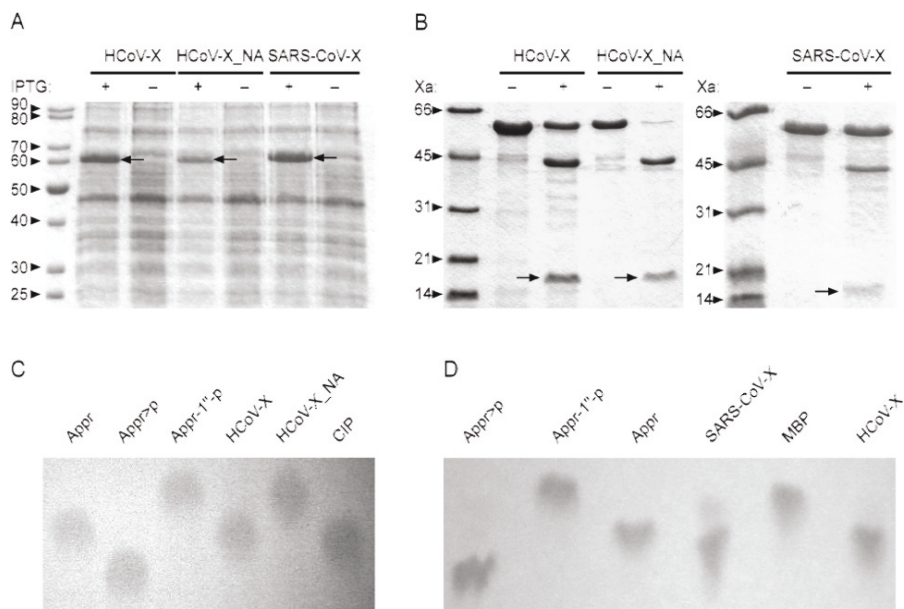 A
HCoV-X HCoV-X_NA SARS-CoV-X
IPTG: + – + – + –
90
80
70
60
50
40
30
25
B
HCoV-X HCoV-X_NA
Xa: – + – +
66
45
31
21
14
SARS-CoV-X
Xa: – +
66
45
31
21
14
C
Appr
Appr>p
Appr-1"-p
HCoV-X
HCoV-X_NA
CIP
D
Appr>p
Appr-1"-p
Appr
SARS-CoV-X
MBP
HCoV-X